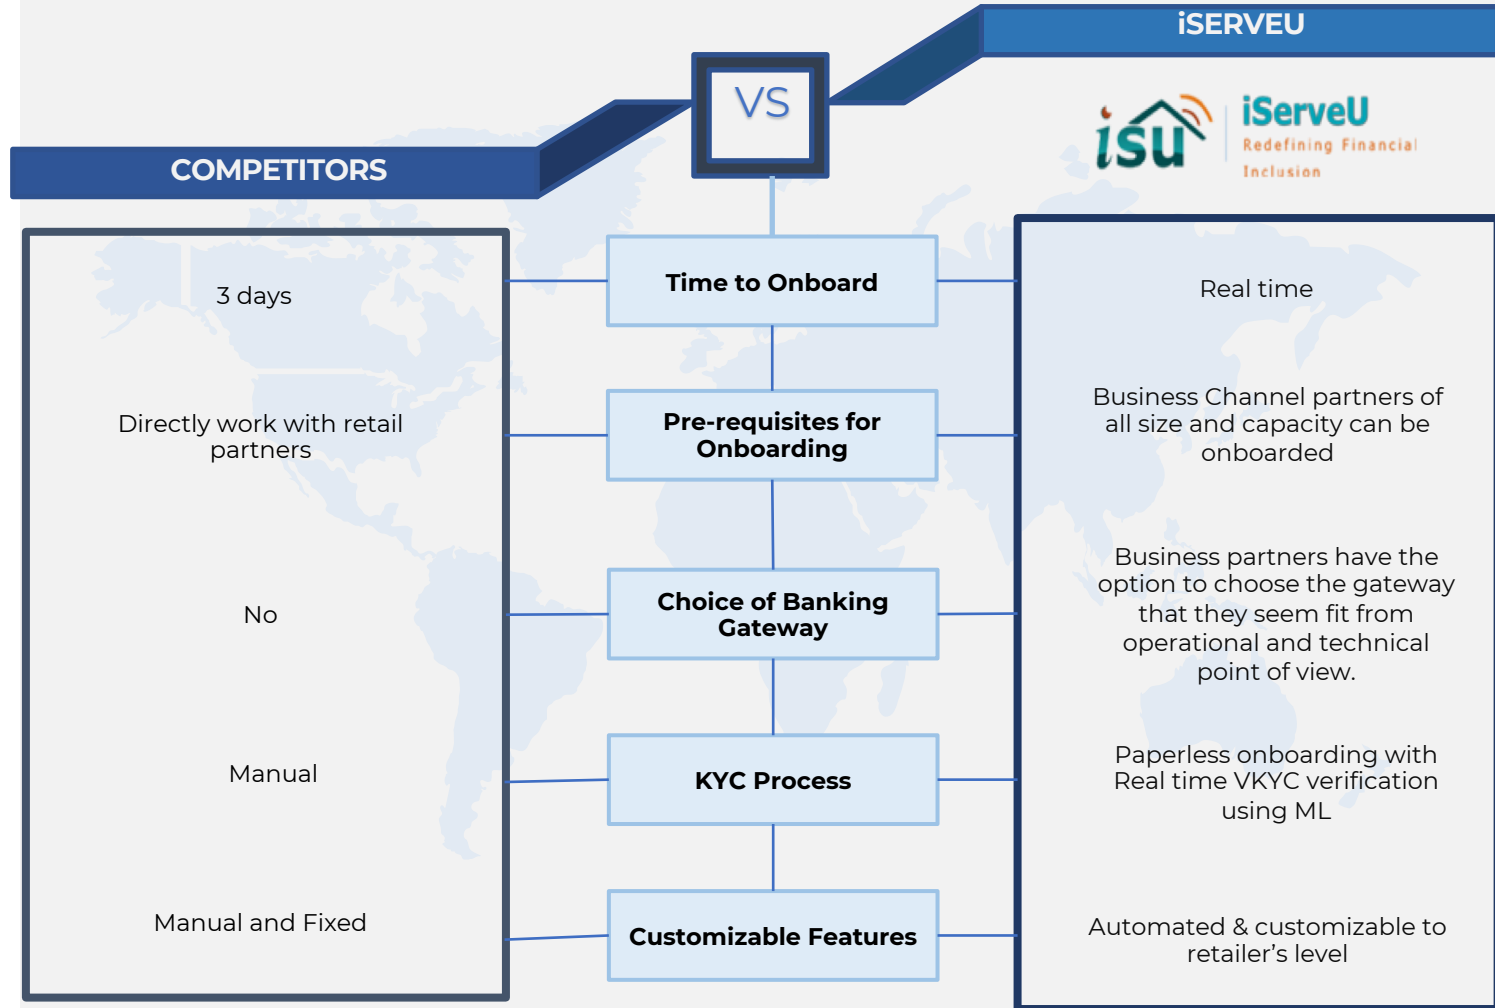 iSERVEU
VS
COMPETITORS
isu
iServeU
Redefining Financial
Inclusion
3 days
Time to Onboard
Real time
Directly work with retail
partners
Pre-requisites for
Onboarding
Business Channel partners of
all size and capacity can be
onboarded
No
Choice of Banking
Gateway
Business partners have the
option to choose the gateway
that they seem fit from
operational and technical
point of view.
Manual
KYC Process
Paperless onboarding with
Real time VKYC verification
using ML
Manual and Fixed
Customizable Features
Automated & customizable to
retailer’s level